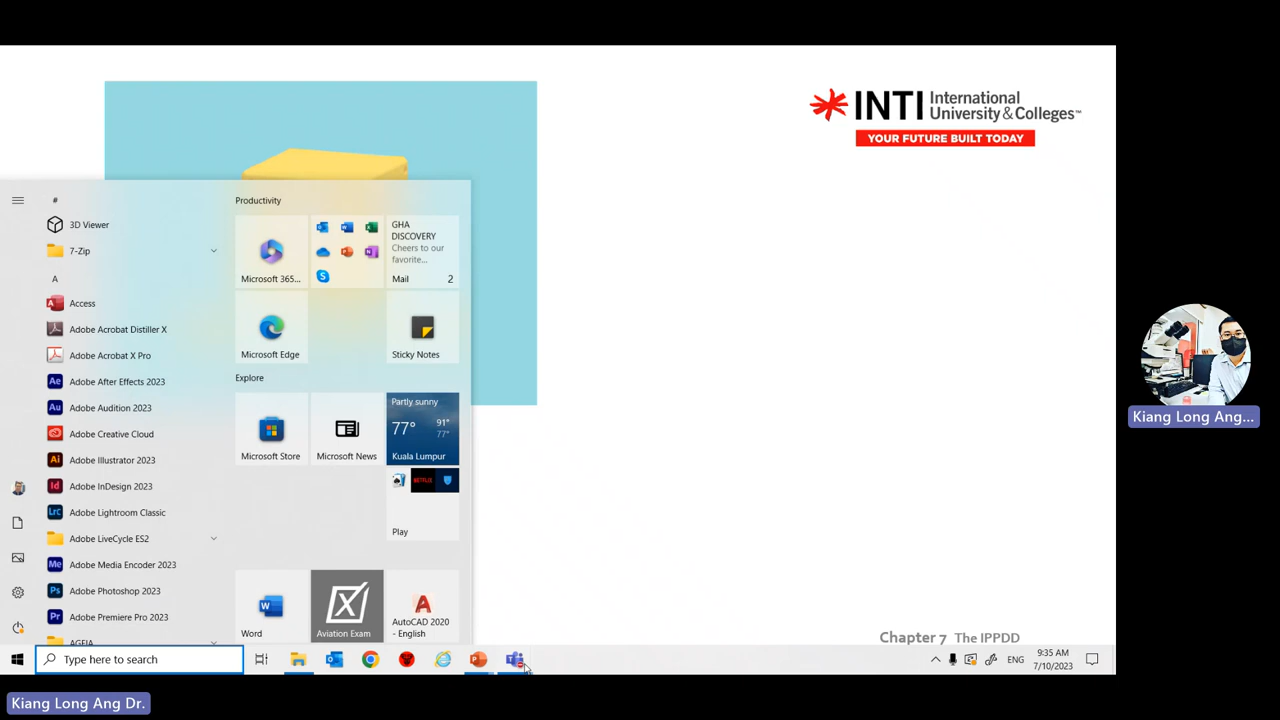 INTI International
University & Colleges™
YOUR FUTURE BUILT TODAY
#
3D Viewer
7-Zip
A
Access
Adobe Acrobat Distiller X
Adobe Acrobat X Pro
Adobe After Effects 2023
Adobe Audition 2023
Adobe Creative Cloud
Adobe Illustrator 2023
Adobe InDesign 2023
Adobe Lightroom Classic
Adobe LiveCycle ES2
Adobe Media Encoder 2023
Adobe Photoshop 2023
Adobe Premiere Pro 2023
AGEIA
Productivity
Microsoft 365...
GHA
DISCOVERY
Cheers to our
favorite...
Mail 2
Microsoft Edge
Sticky Notes
Explore
Microsoft Store
Microsoft News
Partly sunny
77° 91°
77°
Kuala Lumpur
NETFLIX
Play
Word
Aviation Exam
AutoCAD 2020
- English
Chapter 7 The IPPDD
Type here to search
ENG
9:35 AM
7/10/2023
Kiang Long Ang...
Kiang Long Ang Dr.